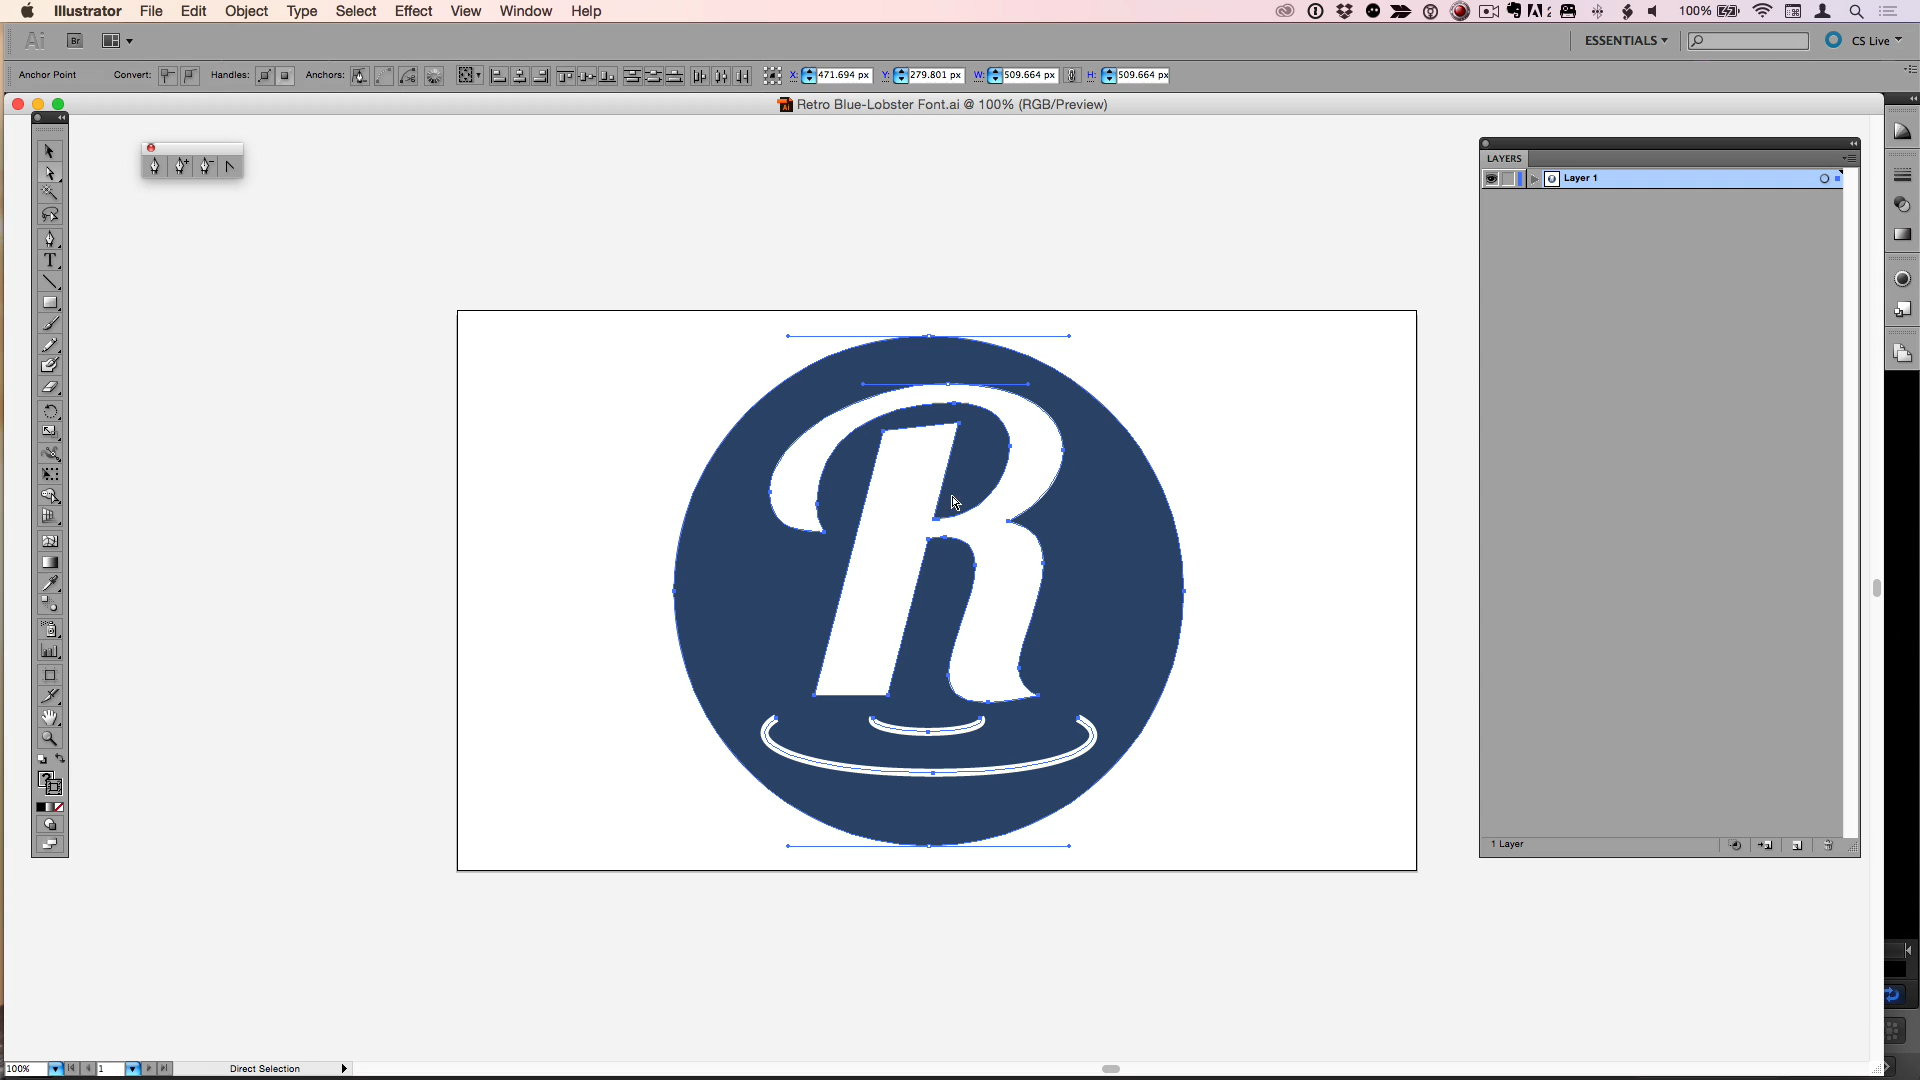 Illustrator File Edit Object Type Select Effect View Window Help 100%
Ai Br ESSENTIALS CS Live
Anchor Point Convert: Handles: Anchors: X: 471.694 px Y: 279.801 px W: 509.664 px H: 509.664 px
Retro Blue-Lobster Font.ai @ 100% (RGB/Preview)
LAYERS
Layer 1
T
R
?
1 Layer
100% 1 Direct Selection